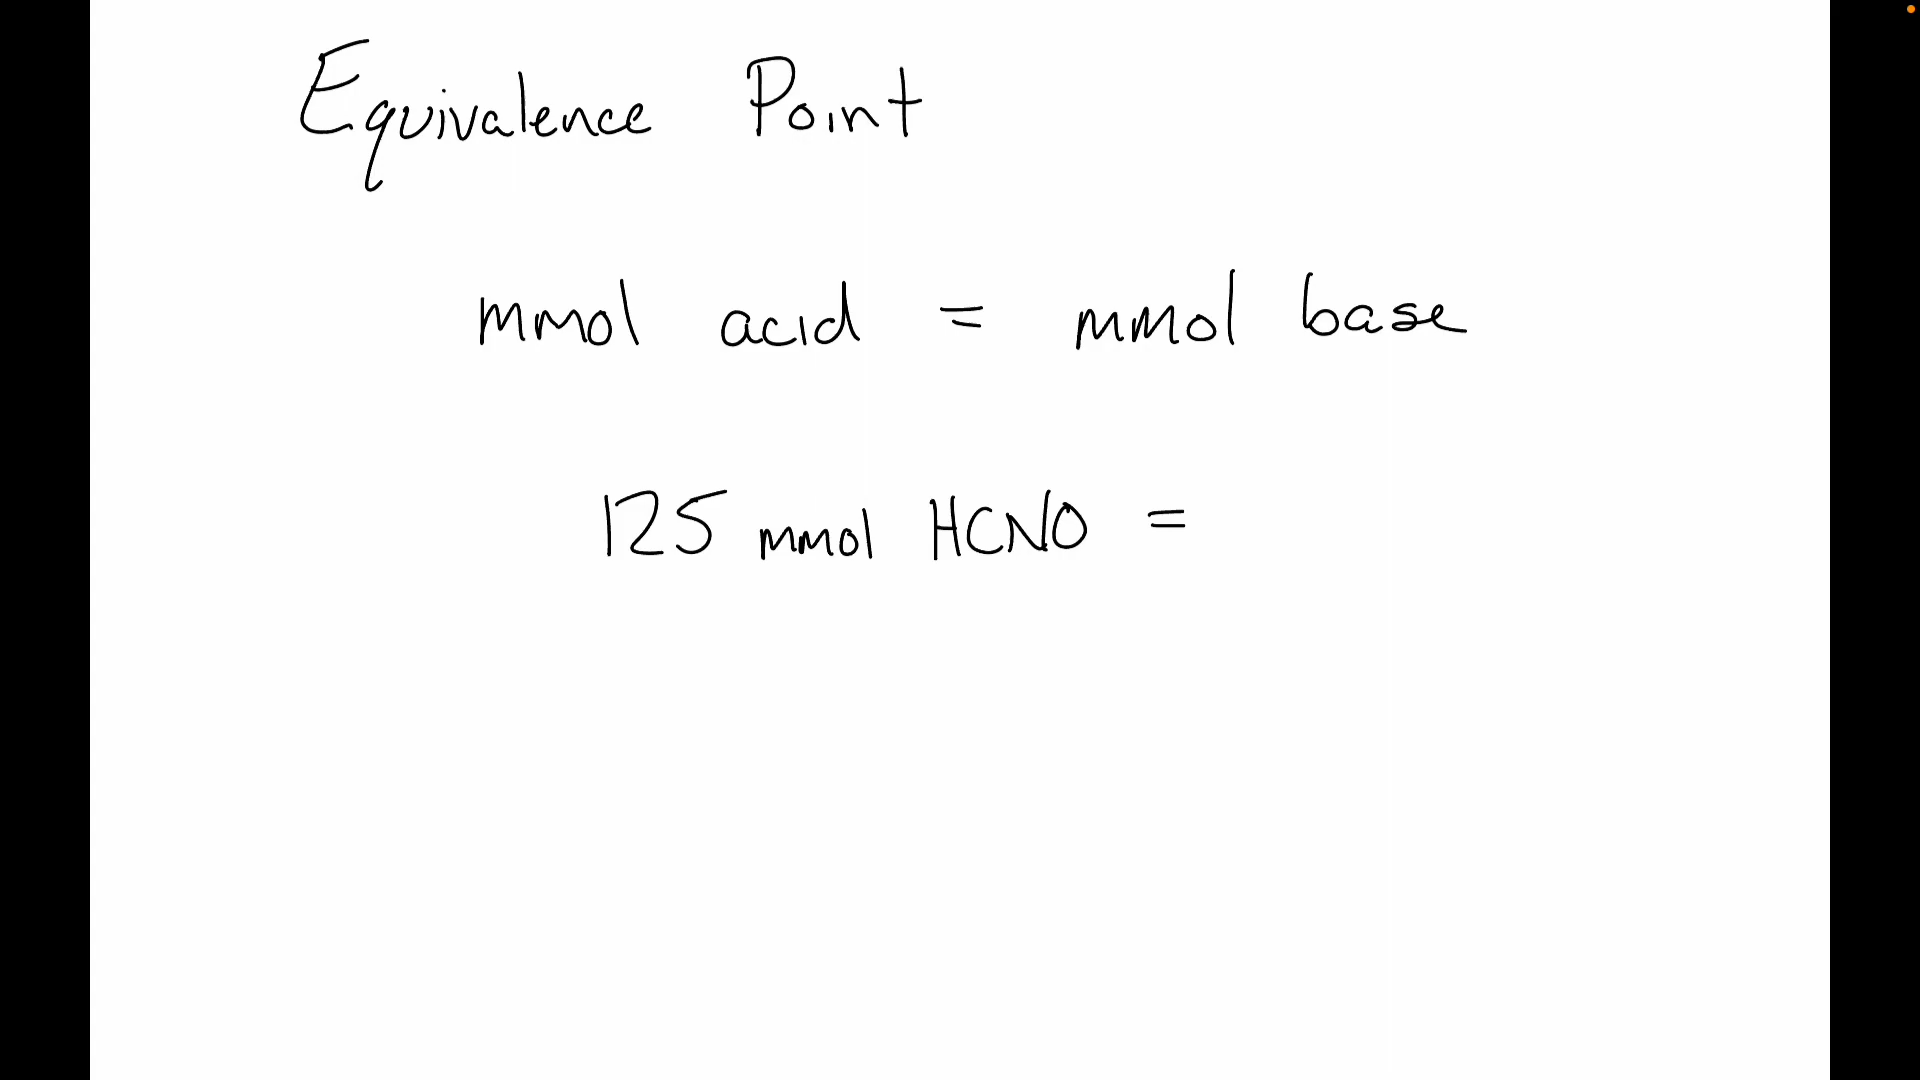 Equivalence Point
mmol acid = mmol base
125 mmol HCNO =